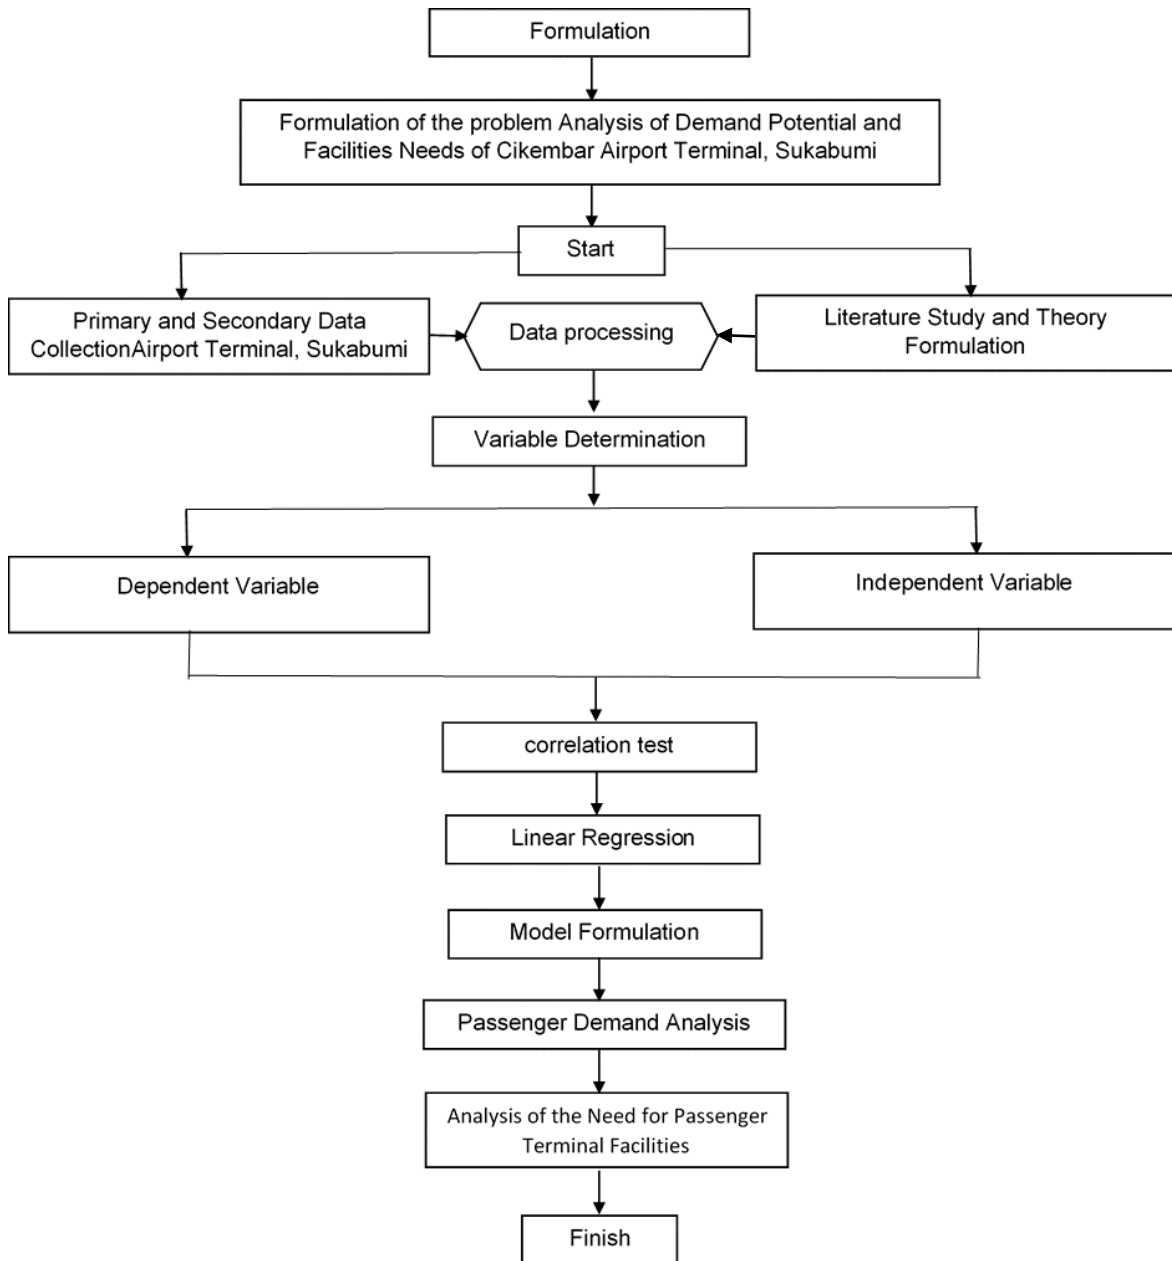 Formulation
Formulation of the problem Analysis of Demand Potential and
Facilities Needs of Cikembar Airport Terminal, Sukabumi
Start
Primary and Secondary Data
CollectionAirport Terminal, Sukabumi
Data processing
Literature Study and Theory
Formulation
Variable Determination
Dependent Variable
Independent Variable
correlation test
Linear Regression
Model Formulation
Passenger Demand Analysis
Analysis of the Need for Passenger
Terminal Facilities
Finish